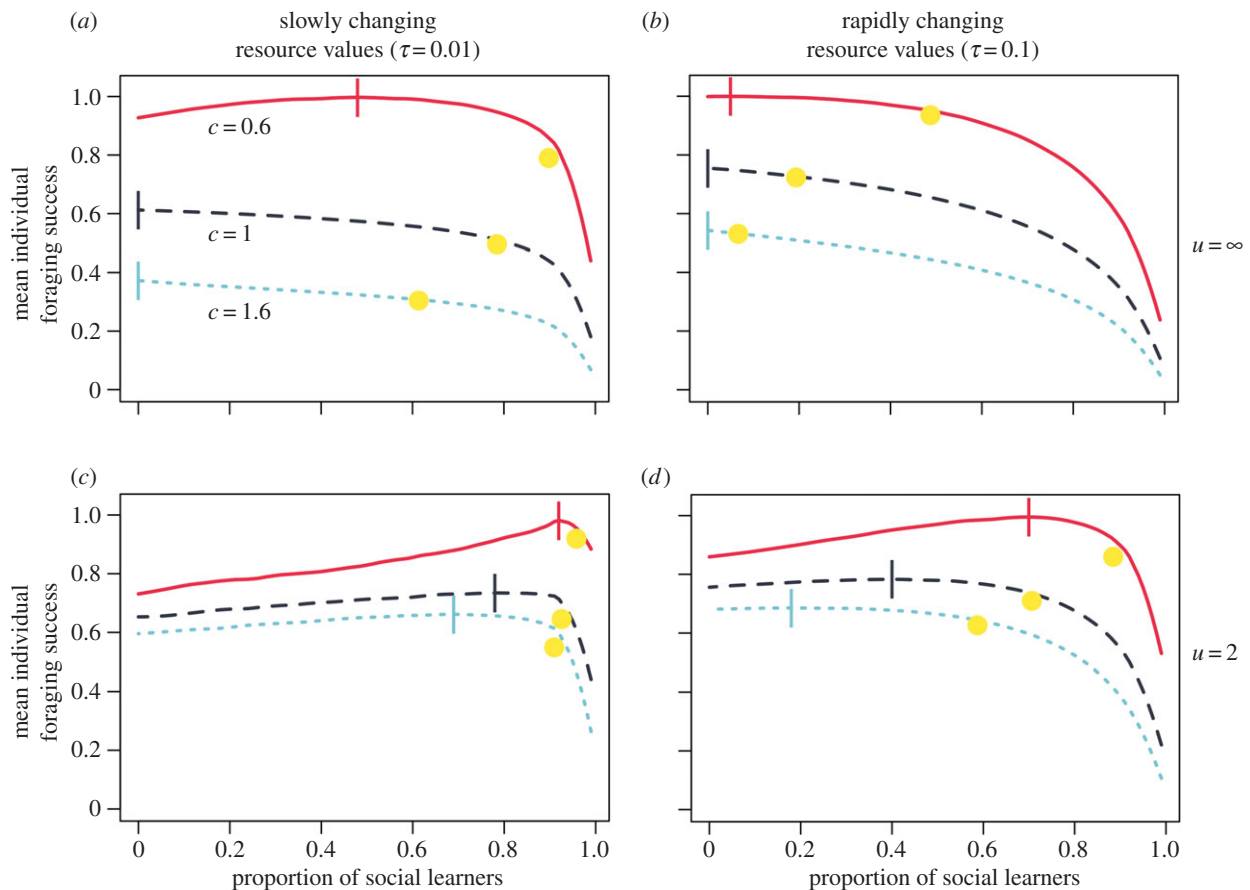 (a)
slowly changing
resource values (τ = 0.01)
(b)
rapidly changing
resource values (τ = 0.1)
mean individual
foraging success
1.0
0.8
0.6
0.4
0.2
0
c = 0.6
c = 1
c = 1.6
u = ∞
(c)
(d)
mean individual
foraging success
1.0
0.8
0.6
0.4
0.2
0
u = 2
0 0.2 0.4 0.6 0.8 1.0
0 0.2 0.4 0.6 0.8 1.0
proportion of social learners
proportion of social learners